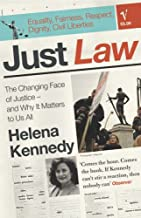 Equality, Fairness, Respect,
Dignity, Civil Liberties
Just Law
The Changing Face
of Justice –
and Why It Matters
to Us All
Helena
Kennedy
'Comes the hour. Comes
the book. If Kennedy
can't stir a reaction, then
nobody can' Observer